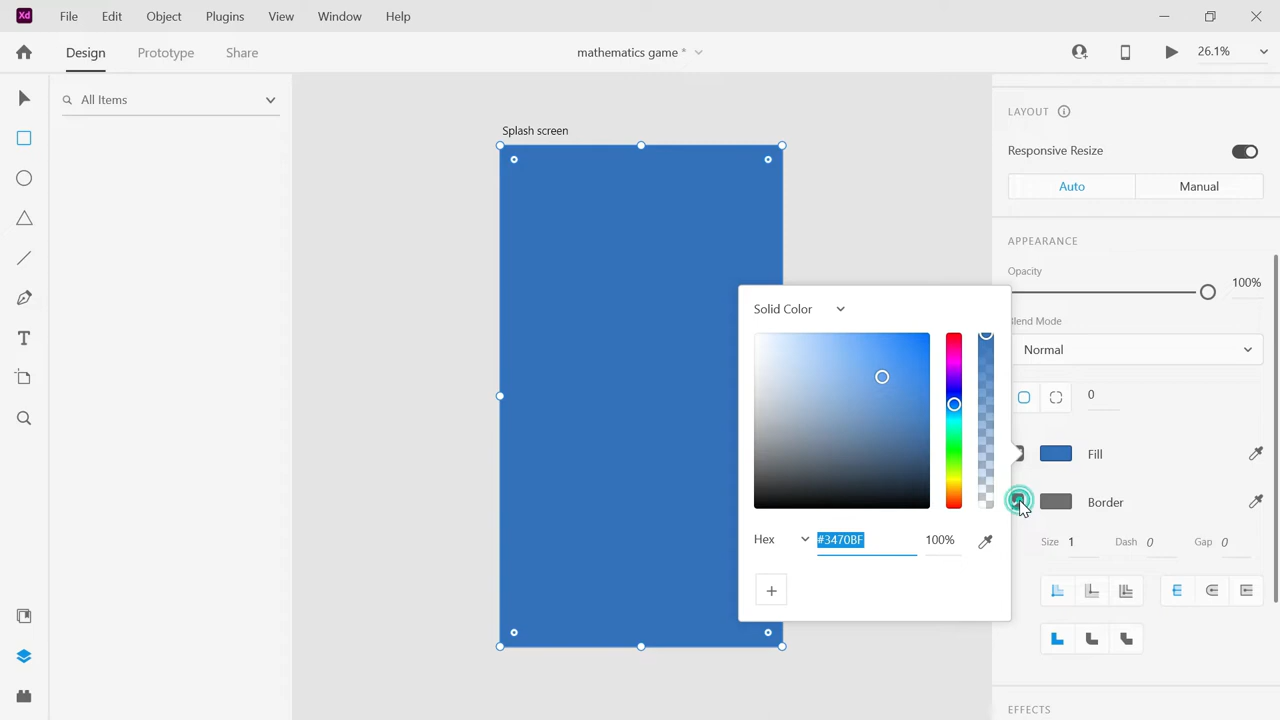 Xd File Edit Object Plugins View Window Help
Design Prototype Share mathematics game * 26.1%
All Items
Splash screen
LAYOUT
Responsive Resize
Auto Manual
APPEARANCE
Opacity
100%
Blend Mode
Normal
0
Fill
Border
Size 1 Dash 0 Gap 0
EFFECTS
Solid Color
Hex #3470BF 100%